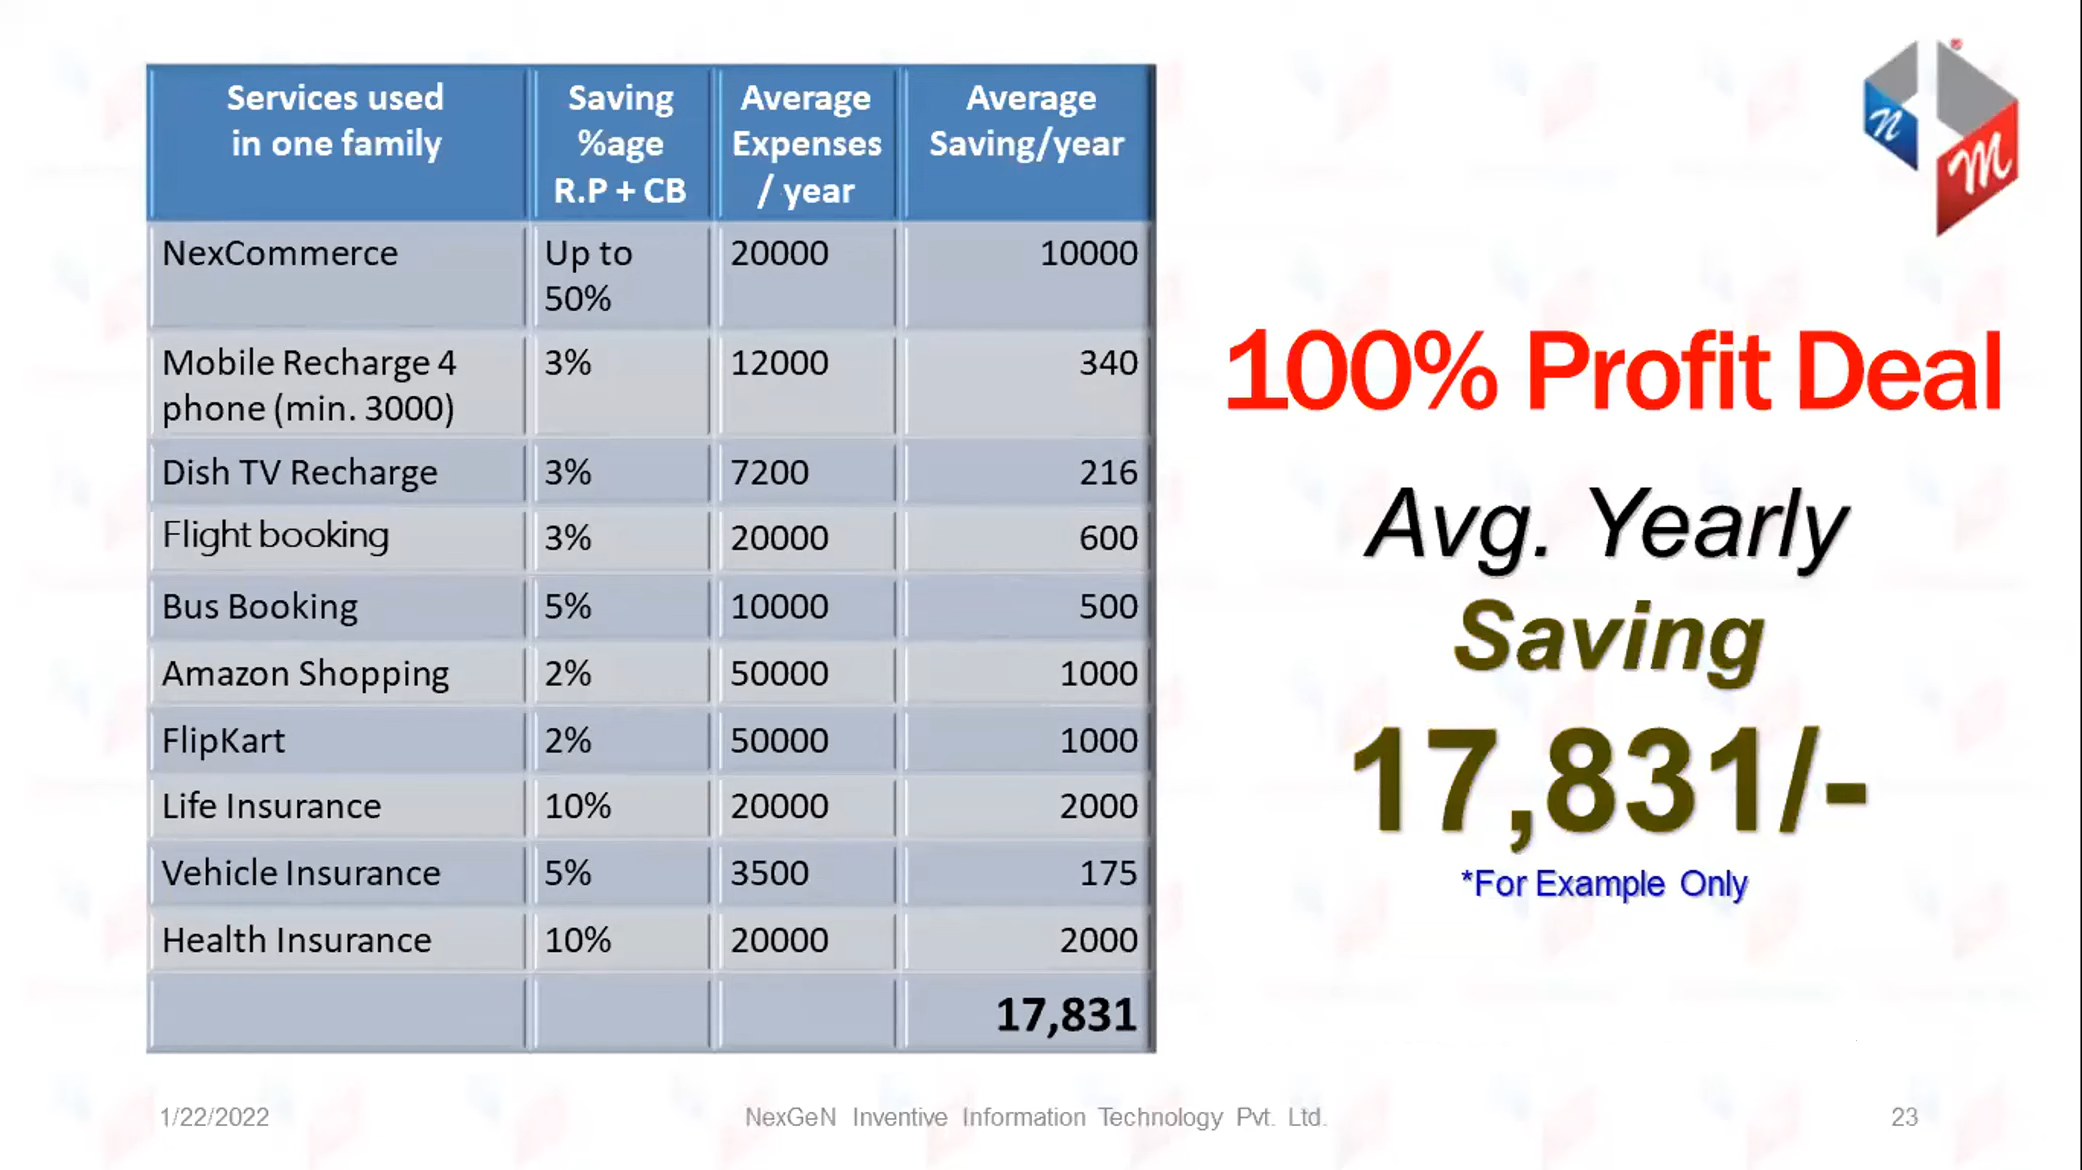 Services used
in one family
Saving
%age
R.P + CB
Average
Expenses
/ year
Average
Saving/year
NexCommerce
Up to
50%
20000
10000
Mobile Recharge 4
phone (min. 3000)
3%
12000
340
Dish TV Recharge
3%
7200
216
Flight booking
3%
20000
600
Bus Booking
5%
10000
500
Amazon Shopping
2%
50000
1000
FlipKart
2%
50000
1000
Life Insurance
10%
20000
2000
Vehicle Insurance
5%
3500
175
Health Insurance
10%
20000
2000
17,831
n
m
®
100% Profit Deal
Avg. Yearly
Saving
17,831/-
*For Example Only
1/22/2022
NexGeN Inventive Information Technology Pvt. Ltd.
23